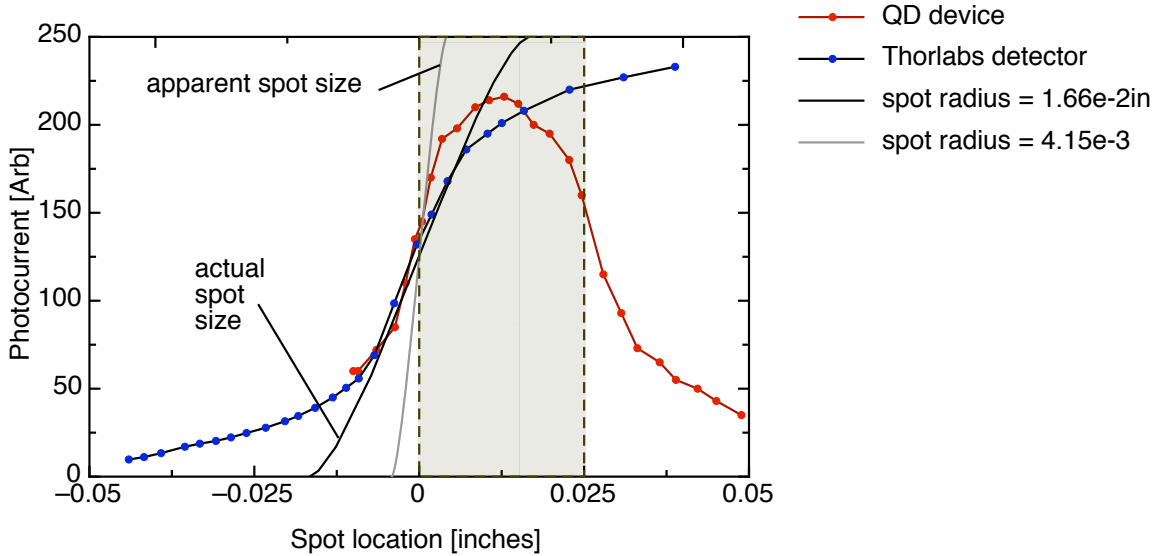 QD device
Thorlabs detector
spot radius = 1.66e-2in
spot radius = 4.15e-3
250
200
150
100
50
0
Photocurrent [Arb]
apparent spot size
actual
spot
size
–0.05
–0.025
0
0.025
0.05
Spot location [inches]